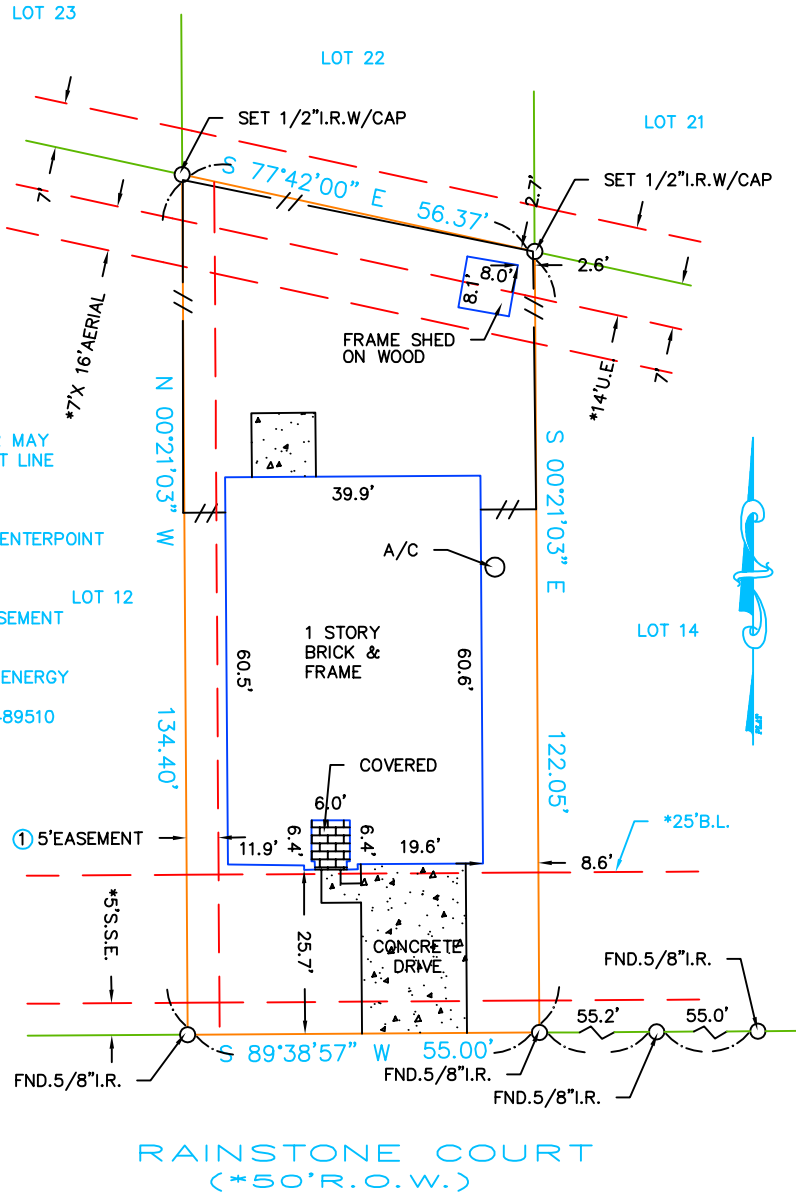 LOT 23
LOT 22
LOT 21
SET 1/2"I.R.W/CAP
S 77°42'00" E 56.37'
2.7'
SET 1/2"I.R.W/CAP
7'
2.6'
8.0'
8.1'
FRAME SHED
ON WOOD
*7'X 16'AERIAL
*14'U.E.
7'
N 00°21'03" W
134.40'
S 00°21'03" E
122.05'
MAY
T LINE
39.9'
ENTERPOINT
A/C
LOT 12
SEMENT
1 STORY
BRICK &
FRAME
LOT 14
60.5'
60.6'
ENERGY
89510
PLAT
COVERED
6.0'
① 5'EASEMENT
11.9'
6.4'
6.4'
19.6'
*25'B.L.
8.6'
*5'S.S.E.
25.7'
CONCRETE
DRIVE
FND.5/8"I.R.
55.2'
55.0'
S 89°38'57" W 55.00'
FND.5/8"I.R.
FND.5/8"I.R.
FND.5/8"I.R.
RAINSTONE COURT
(*50'R.O.W.)